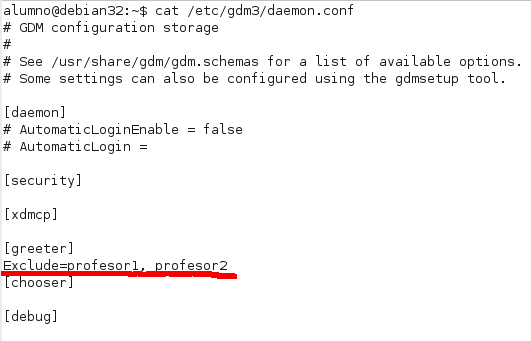 alumno@debian32:~$ cat /etc/gdm3/daemon.conf
# GDM configuration storage
#
# See /usr/share/gdm/gdm.schemas for a list of available options.
# Some settings can also be configured using the gdmsetup tool.
[daemon]
# AutomaticLoginEnable = false
# AutomaticLogin =
[security]
[xdmcp]
[greeter]
Exclude=profesor1, profesor2
[chooser]
[debug]